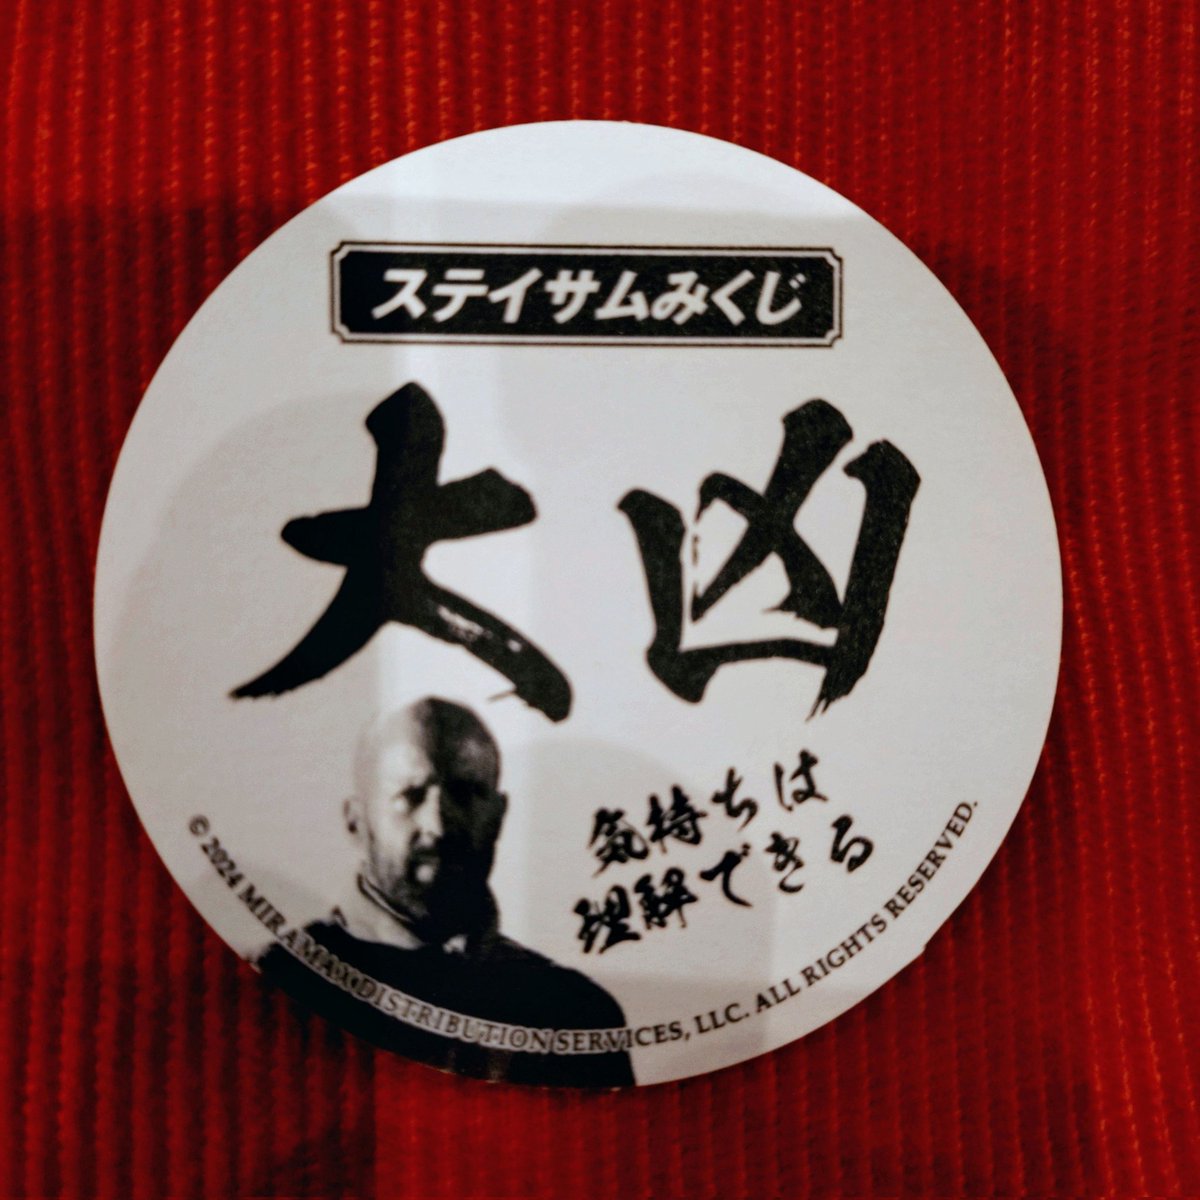 ステイサムみくじ
大凶
気持ちは
理解できる
© 2024 MIRAMAX DISTRIBUTION SERVICES, LLC. ALL RIGHTS RESERVED.